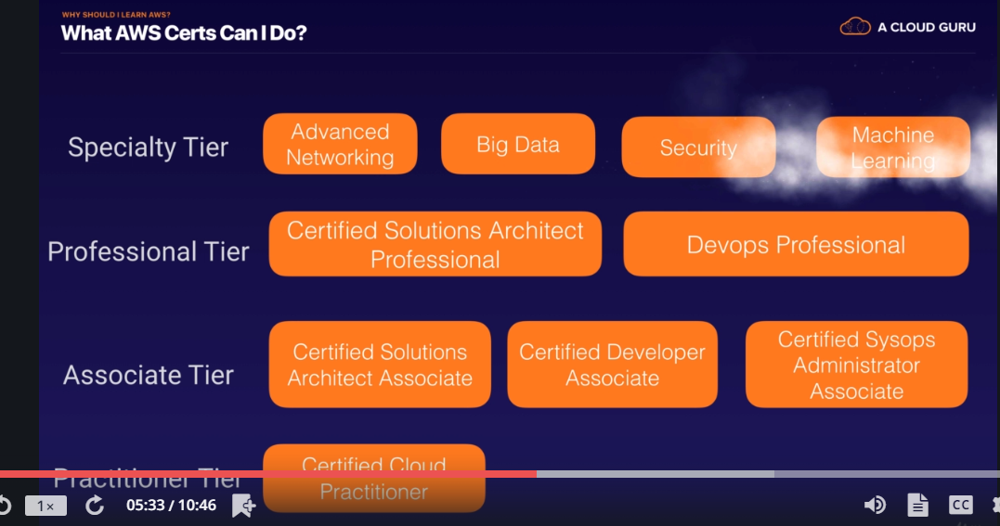 WHY SHOULD I LEARN AWS?
What AWS Certs Can I Do?
A CLOUD GURU
Specialty Tier
Advanced
Networking
Big Data
Security
Machine
Learning
Professional Tier
Certified Solutions Architect
Professional
Devops Professional
Associate Tier
Certified Solutions
Architect Associate
Certified Developer
Associate
Certified Sysops
Administrator
Associate
Practitioner Tier
Certified Cloud
Practitioner
1×
05:33 / 10:46
CC